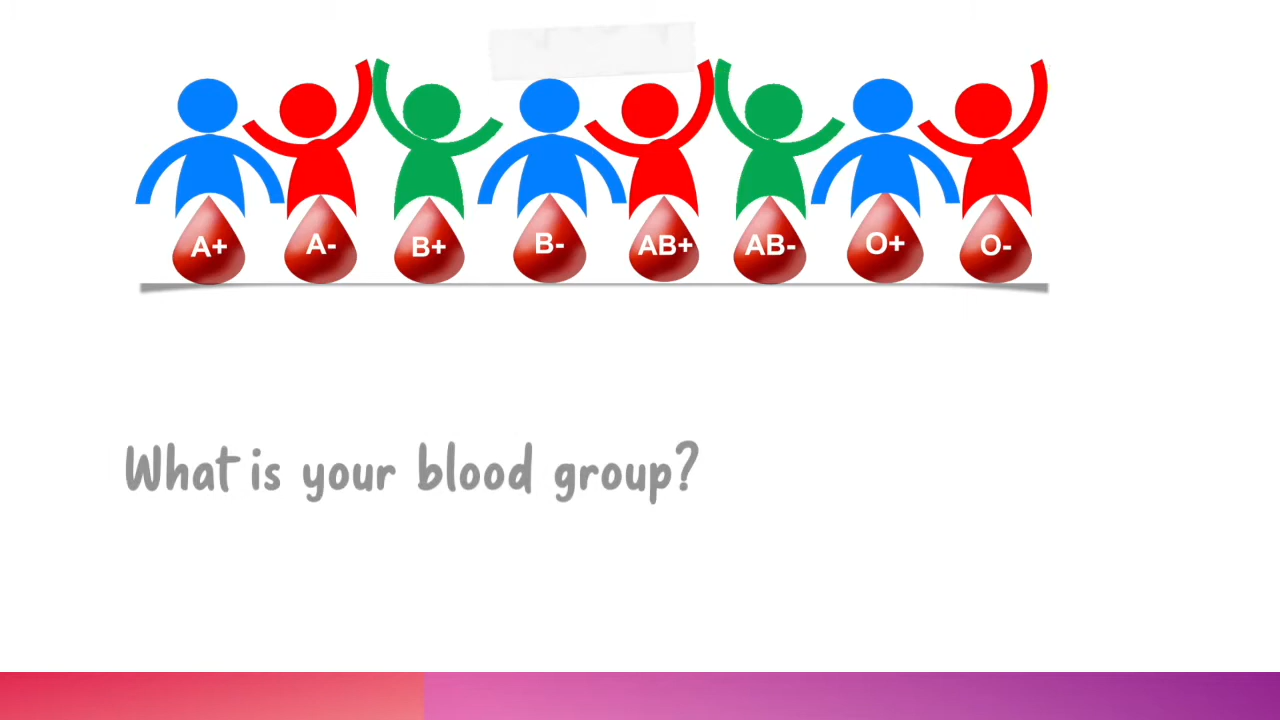 A+ A- B+ B- AB+ AB- O+ O-
What is your blood group?